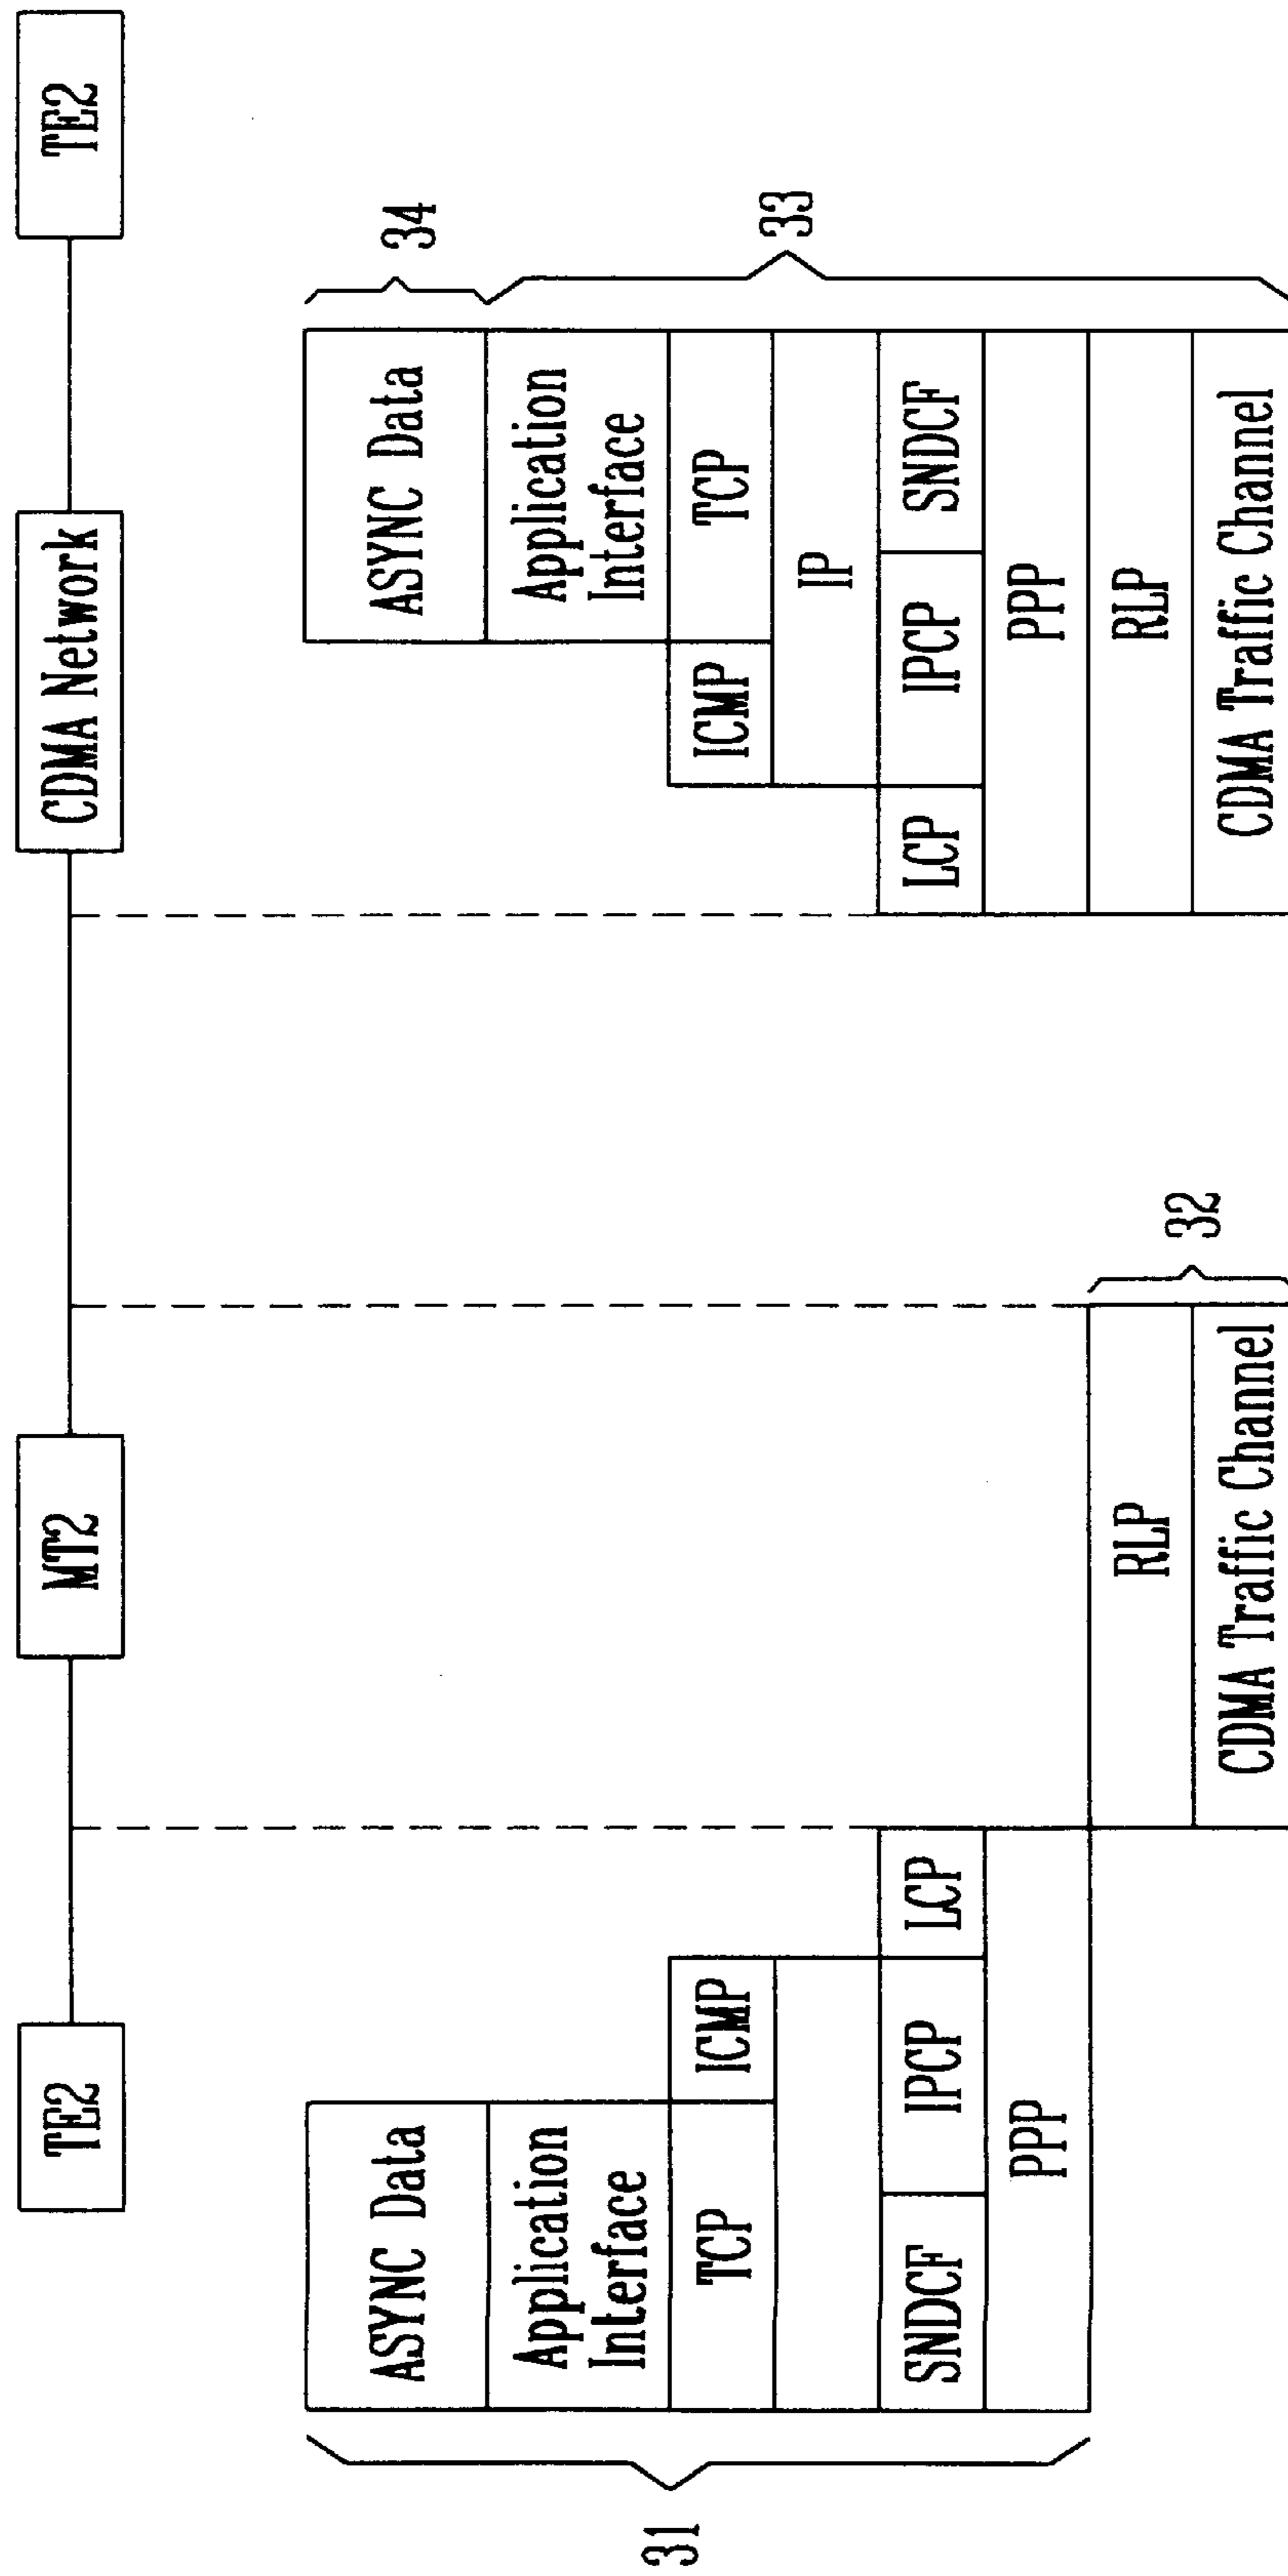 TE2
MT2
CDMA Network
TE2
31
ASYNC Data
Application
Interface
TCP
ICMP
SNDCF
IPCP
LCP
PPP
RLP
CDMA Traffic Channel
32
ASYNC Data
34
Application
Interface
ICMP
TCP
IP
LCP
IPCP
SNDCF
PPP
RLP
CDMA Traffic Channel
33